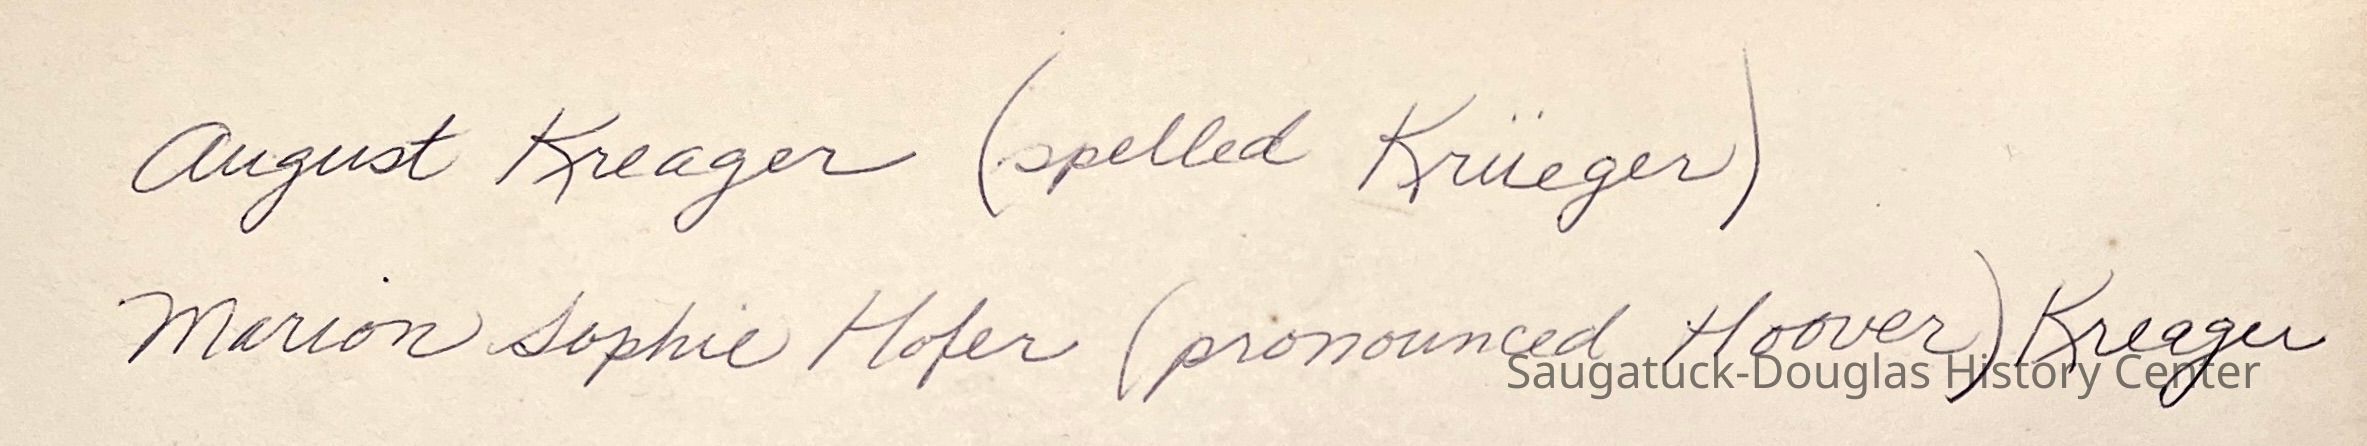 August Kreager (spelled Krüeger)
Marion Sophie Hofer (pronounced Hoover) Kreager
Saugatuck-Douglas History Center